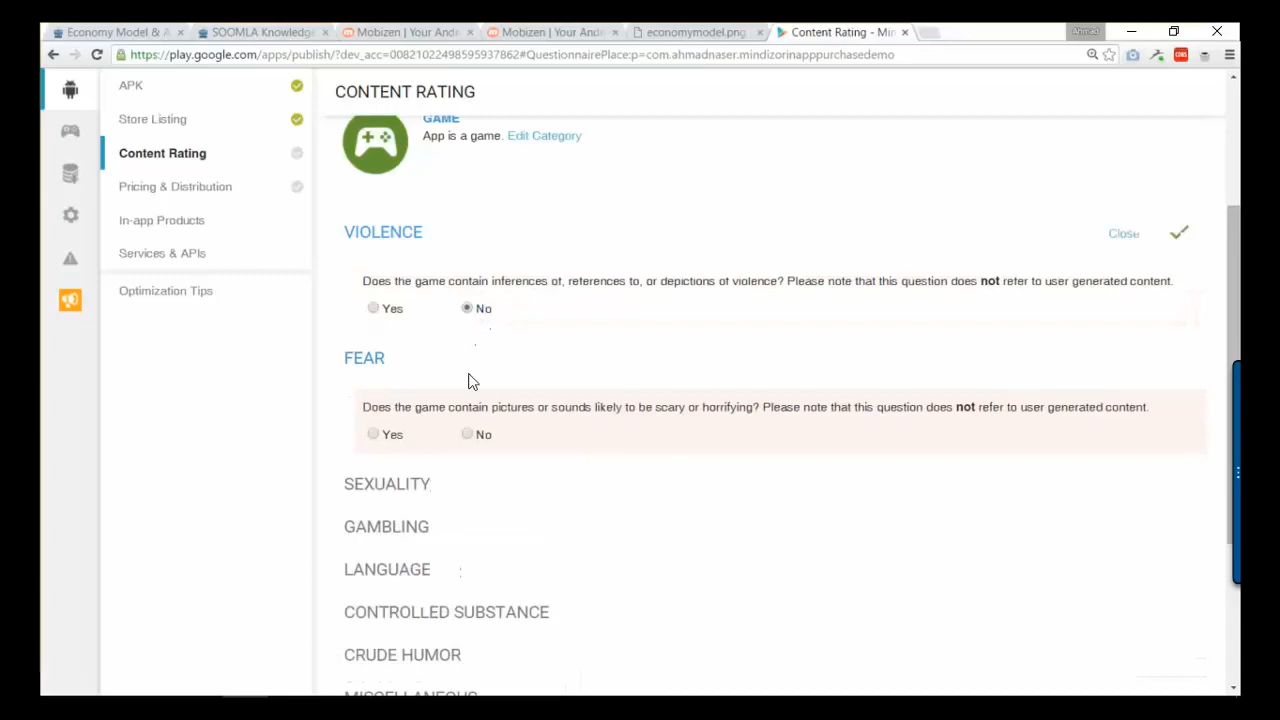 Economy Model & A
SOOMLA Knowledge
Mobizen | Your Andr
Mobizen | Your Andr
economymodel.png
Content Rating - Min
Ahmad
https://play.google.com/apps/publish/?dev_acc=00821022498595937862#QuestionnairePlace:p=com.ahmadnaser.mindizorinapppurchasedemo
APK
Store Listing
Content Rating
Pricing & Distribution
In-app Products
Services & APIs
Optimization Tips
CONTENT RATING
GAME
App is a game. Edit Category
VIOLENCE
Close
Does the game contain inferences of, references to, or depictions of violence? Please note that this question does not refer to user generated content.
Yes No
FEAR
Does the game contain pictures or sounds likely to be scary or horrifying? Please note that this question does not refer to user generated content.
Yes No
SEXUALITY
GAMBLING
LANGUAGE
CONTROLLED SUBSTANCE
CRUDE HUMOR
MISCELLANEOUS